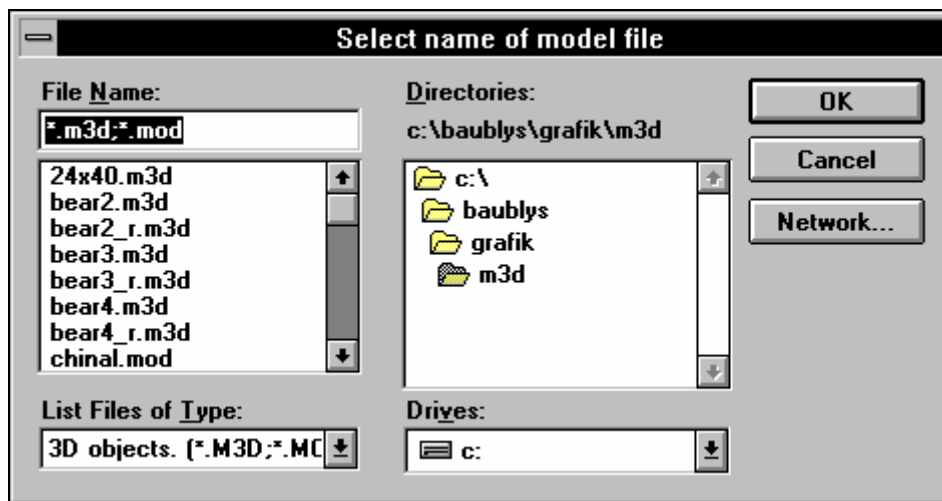 Select name of model file
File Name:
*.m3d;*.mod
24x40.m3d
bear2.m3d
bear2_r.m3d
bear3.m3d
bear3_r.m3d
bear4.m3d
bear4_r.m3d
chinal.mod
List Files of Type:
3D objects. (*.M3D;*.MC
Directories:
c:\baublys\grafik\m3d
c:\
baublys
grafik
m3d
Drives:
c:
OK
Cancel
Network...